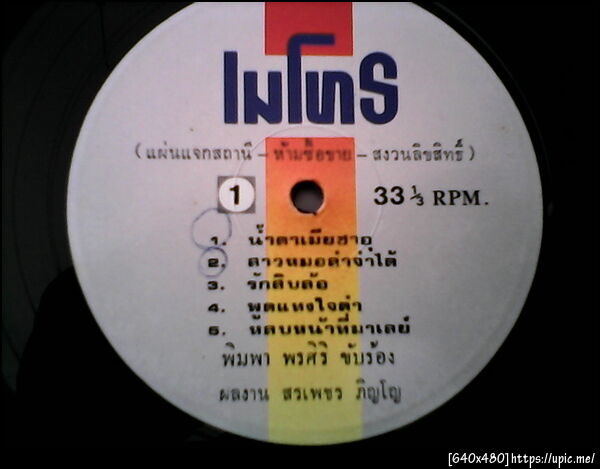 เมโทร
(แผ่นแจกสถานี - ห้ามซื้อขาย - สงวนลิขสิทธิ์)
1 33 1/3 RPM.
1. น้ำตาเมียซาอุ
2. ลาวหมอลำจำได้
3. รักสิบล้อ
4. พูดแทงใจดำ
5. หลบหน้าที่มาเลย์
พิมพา พรศิริ ขับร้อง
ผลงาน สรเพชร ภิญโญ
[640x480]https://upic.me/